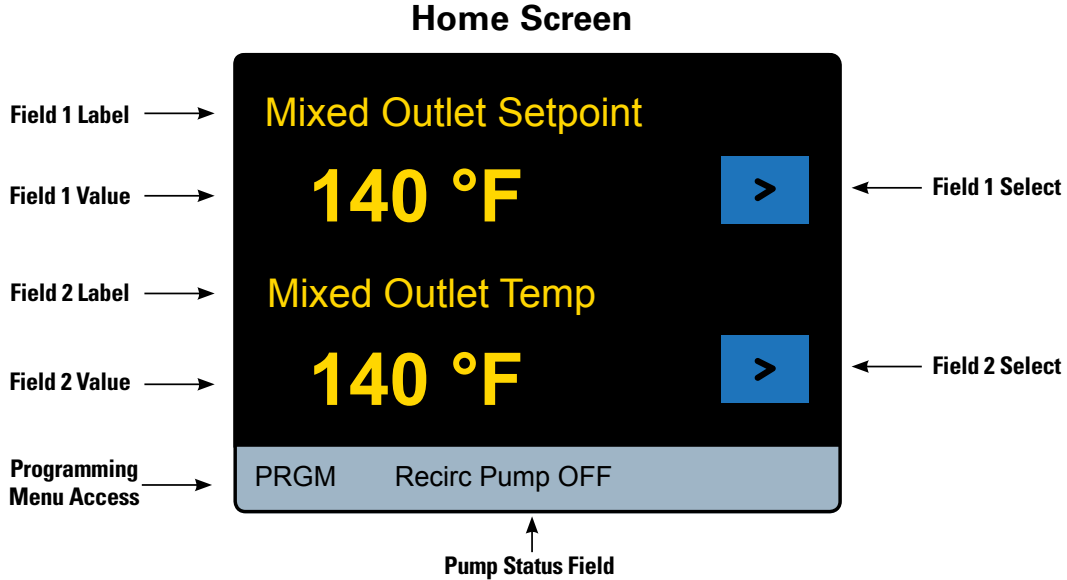 Home Screen
Field 1 Label
Mixed Outlet Setpoint
Field 1 Value
140 °F
>
Field 1 Select
Field 2 Label
Mixed Outlet Temp
Field 2 Value
140 °F
>
Field 2 Select
Programming
Menu Access
PRGM Recirc Pump OFF
Pump Status Field